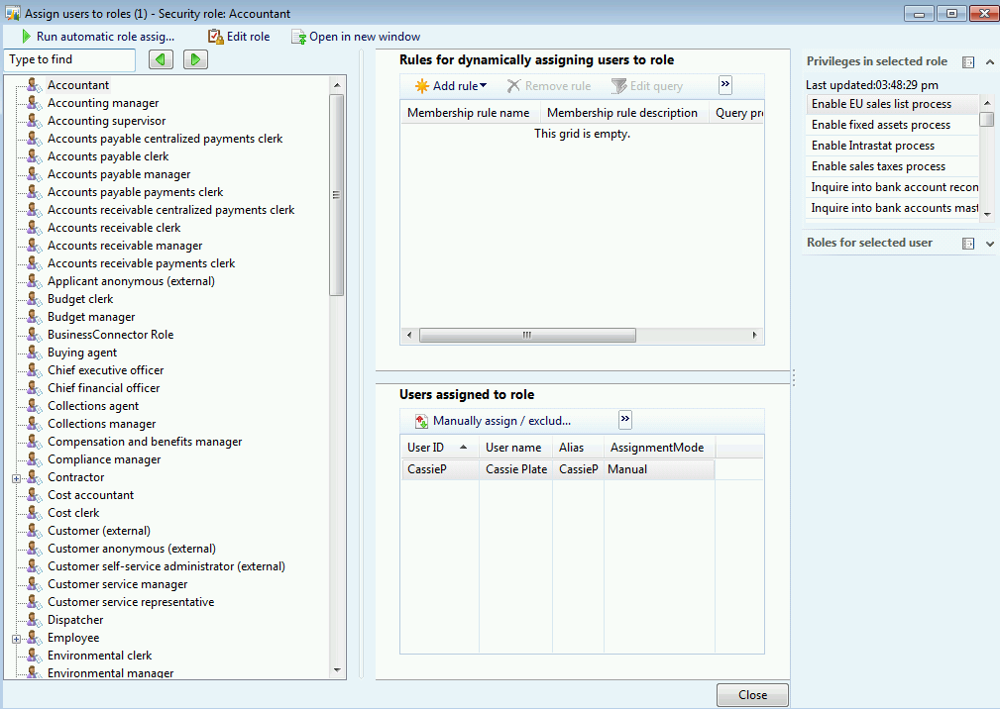 Assign users to roles (1) - Security role: Accountant
Run automatic role assig...
Edit role
Open in new window
Type to find
Accountant
Accounting manager
Accounting supervisor
Accounts payable centralized payments clerk
Accounts payable clerk
Accounts payable manager
Accounts payable payments clerk
Accounts receivable centralized payments clerk
Accounts receivable clerk
Accounts receivable manager
Accounts receivable payments clerk
Applicant anonymous (external)
Budget clerk
Budget manager
BusinessConnector Role
Buying agent
Chief executive officer
Chief financial officer
Collections agent
Collections manager
Compensation and benefits manager
Compliance manager
Contractor
Cost accountant
Cost clerk
Customer (external)
Customer anonymous (external)
Customer self-service administrator (external)
Customer service manager
Customer service representative
Dispatcher
Employee
Environmental clerk
Environmental manager
Rules for dynamically assigning users to role
Add rule Remove rule Edit query »
Membership rule name Membership rule description Query pr
This grid is empty.
Users assigned to role
Manually assign / exclud... »
User ID User name Alias AssignmentMode
CassieP Cassie Plate CassieP Manual
Privileges in selected role
Last updated:03:48:29 pm
Enable EU sales list process
Enable fixed assets process
Enable Intrastat process
Enable sales taxes process
Inquire into bank account recon
Inquire into bank accounts mast
Roles for selected user
Close